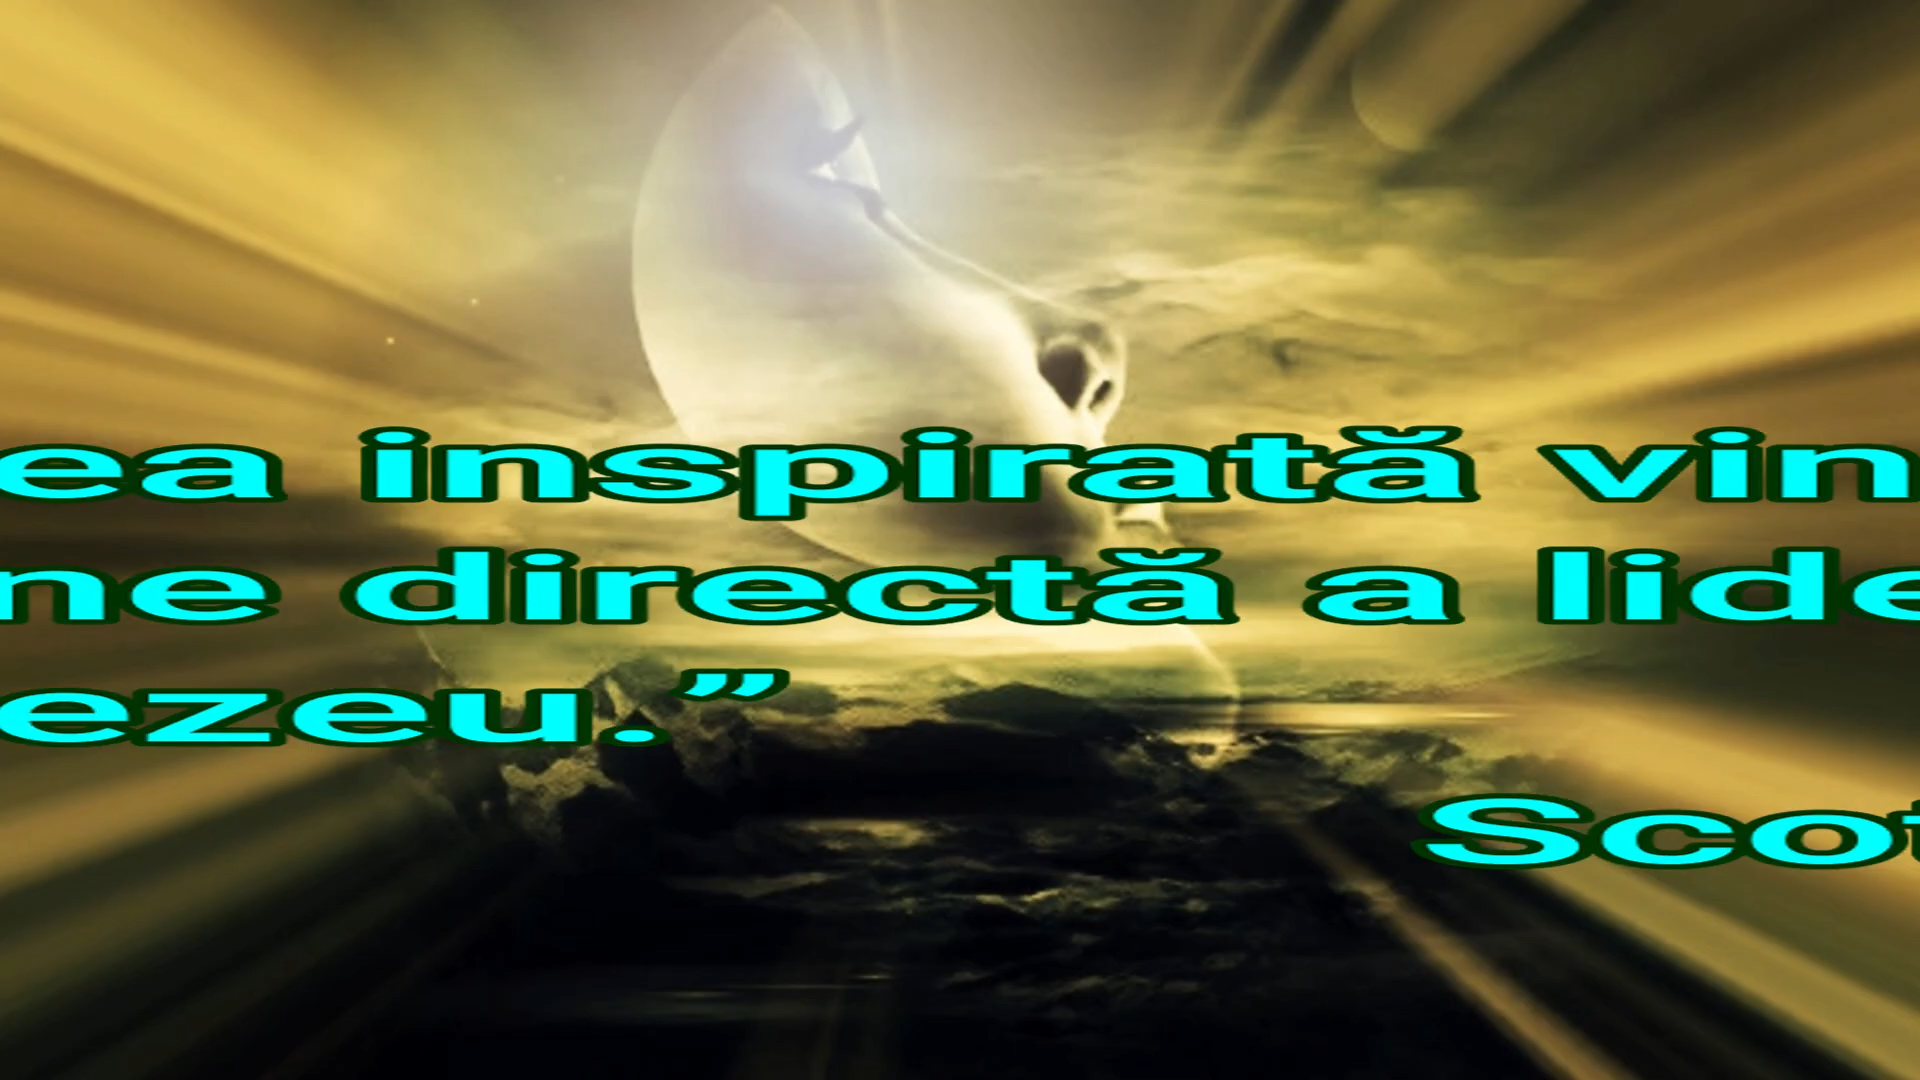 ea inspirată vin
ne directă a lide
ezeu.”
Scot